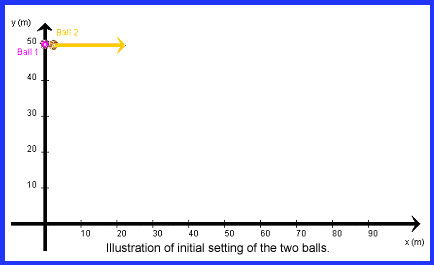 y (m)
Ball 2
50
Ball 1
40
30
20
10
10 20 30 40 50 60 70 80 90
x (m)
Illustration of initial setting of the two balls.